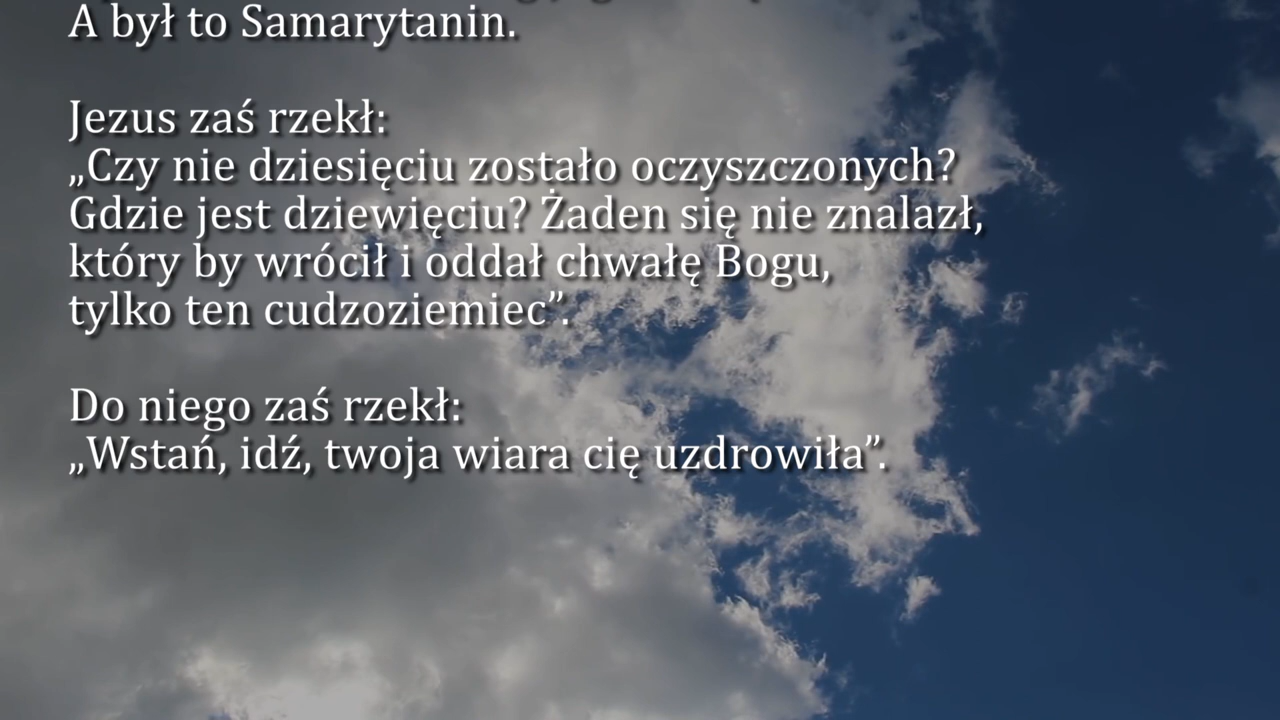 A był to Samarytanin.
Jezus zaś rzekł:
„Czy nie dziesięciu zostało oczyszczonych?
Gdzie jest dziewięciu? Żaden się nie znalazł,
który by wrócił i oddał chwałę Bogu,
tylko ten cudzoziemiec”.
Do niego zaś rzekł:
„Wstań, idź, twoja wiara cię uzdrowiła”.